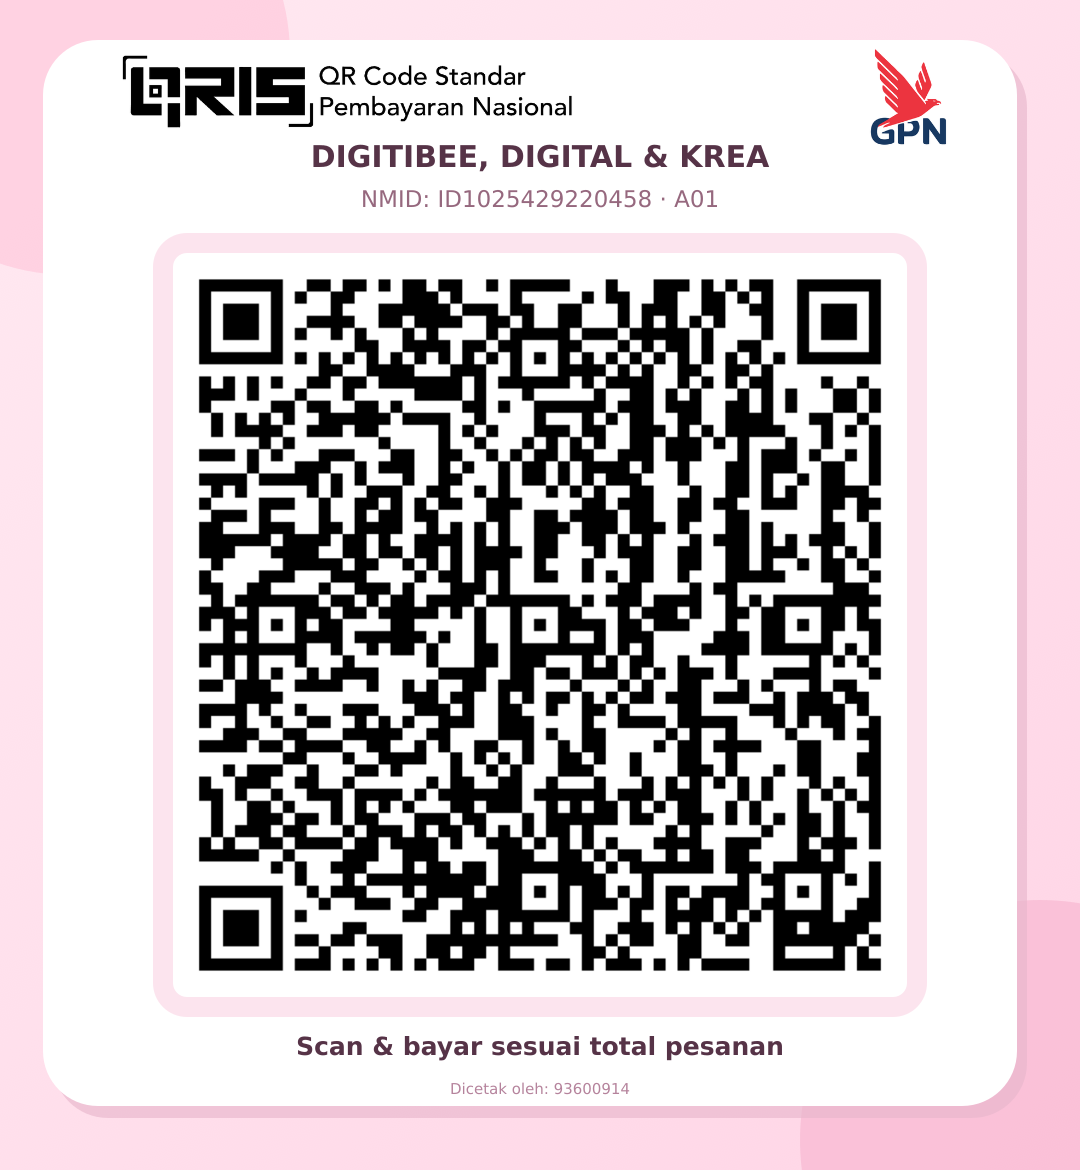 QRIS QR Code Standar
Pembayaran Nasional
GPN
DIGITIBEE, DIGITAL & KREA
NMID: ID1025429220458 · A01
Scan & bayar sesuai total pesanan
Dicetak oleh: 93600914